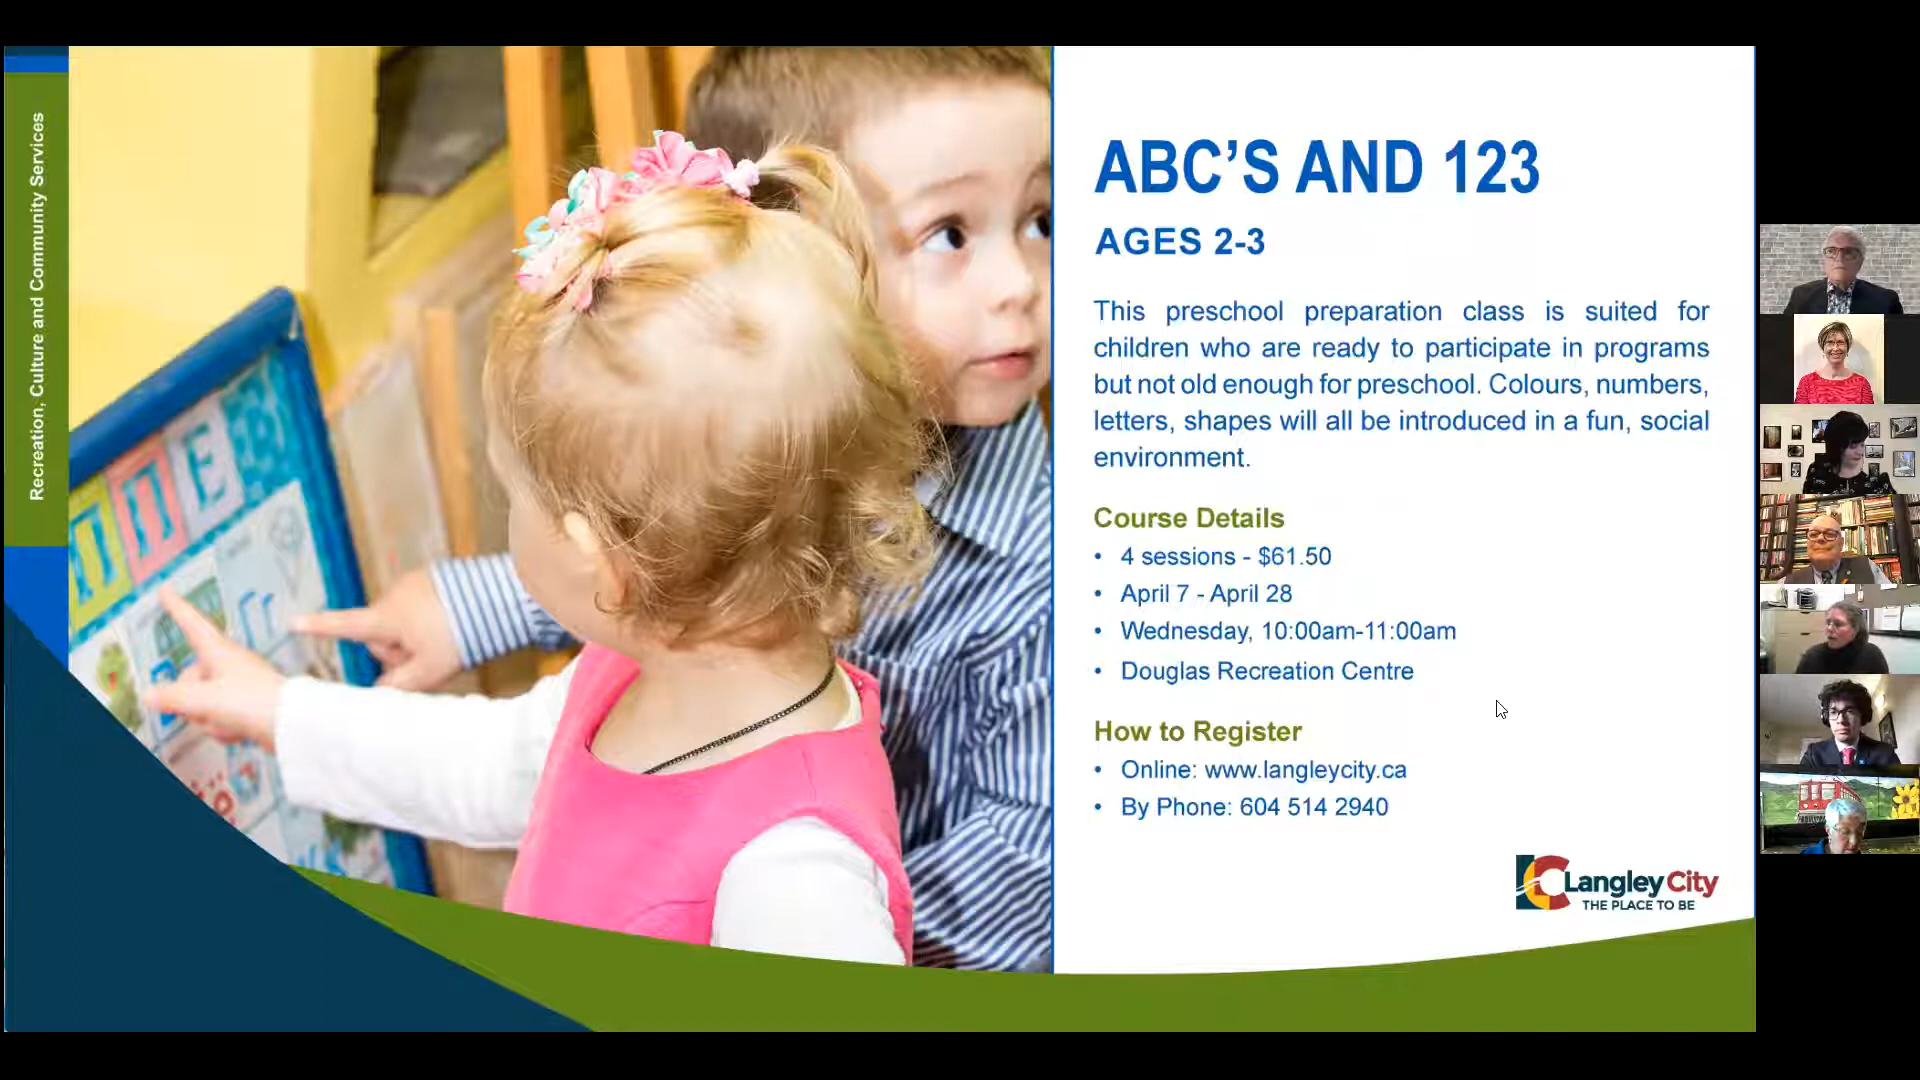 Recreation, Culture and Community Services
ABC'S AND 123
AGES 2-3
This preschool preparation class is suited for
children who are ready to participate in programs
but not old enough for preschool. Colours, numbers,
letters, shapes will all be introduced in a fun, social
environment.
Course Details
• 4 sessions - $61.50
• April 7 - April 28
• Wednesday, 10:00am-11:00am
• Douglas Recreation Centre
How to Register
• Online: www.langleycity.ca
• By Phone: 604 514 2940
Langley City
THE PLACE TO BE